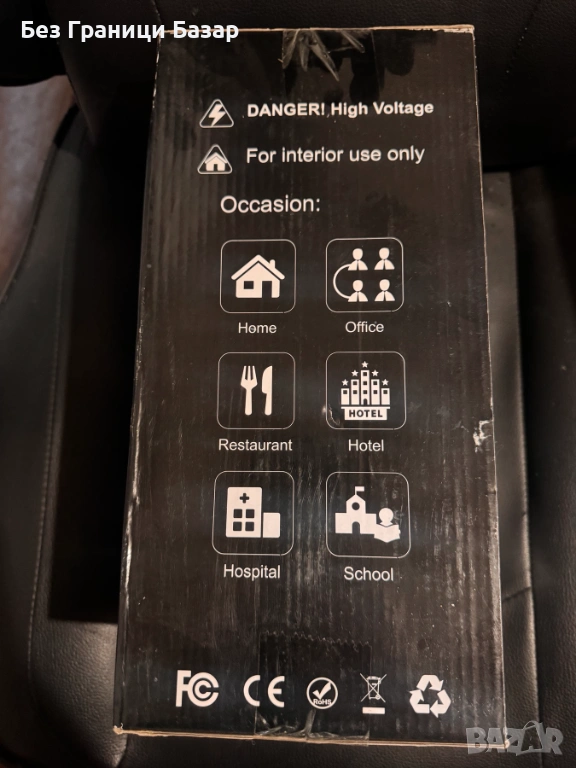 Без Граници Базар
DANGER! High Voltage
For interior use only
Occasion:
Home
Office
HOTEL
Restaurant
Hotel
Hospital
School
FC CE RoHS
BAZAR